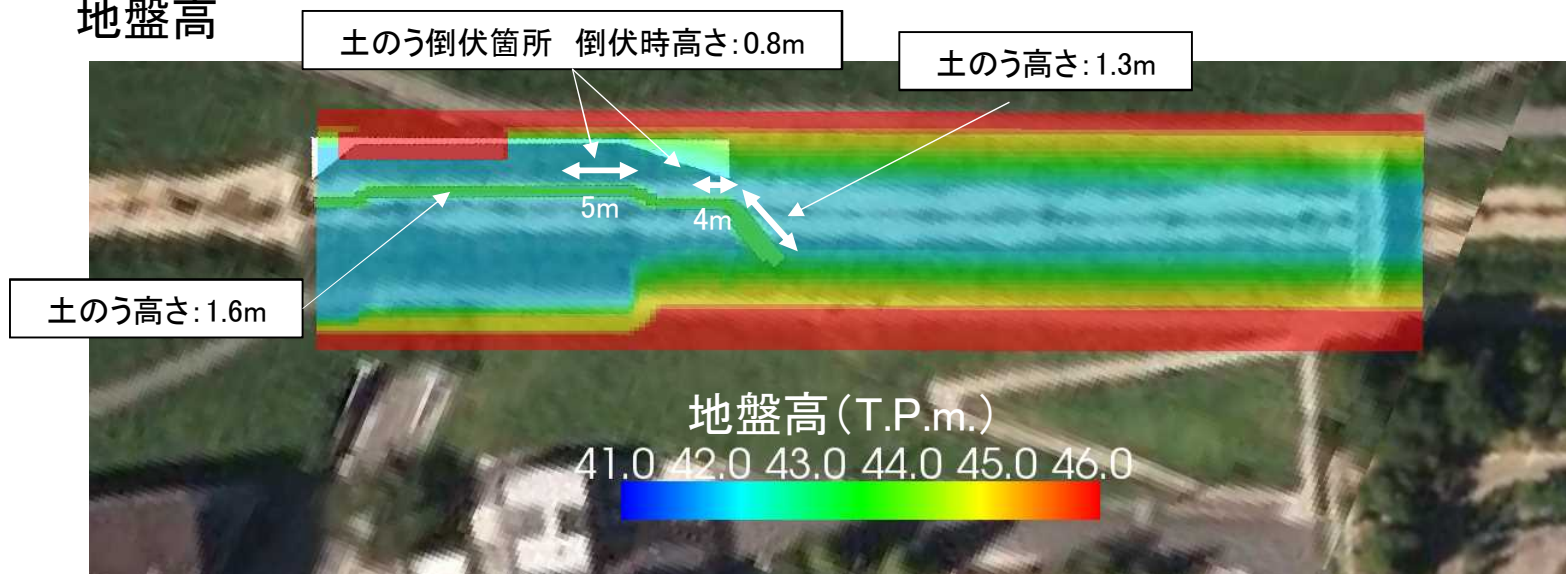 地盤高
土のう倒伏箇所 倒伏時高さ:0.8m
土のう高さ:1.3m
5m
4m
土のう高さ:1.6m
地盤高(T.P.m.)
41.0 42.0 43.0 44.0 45.0 46.0